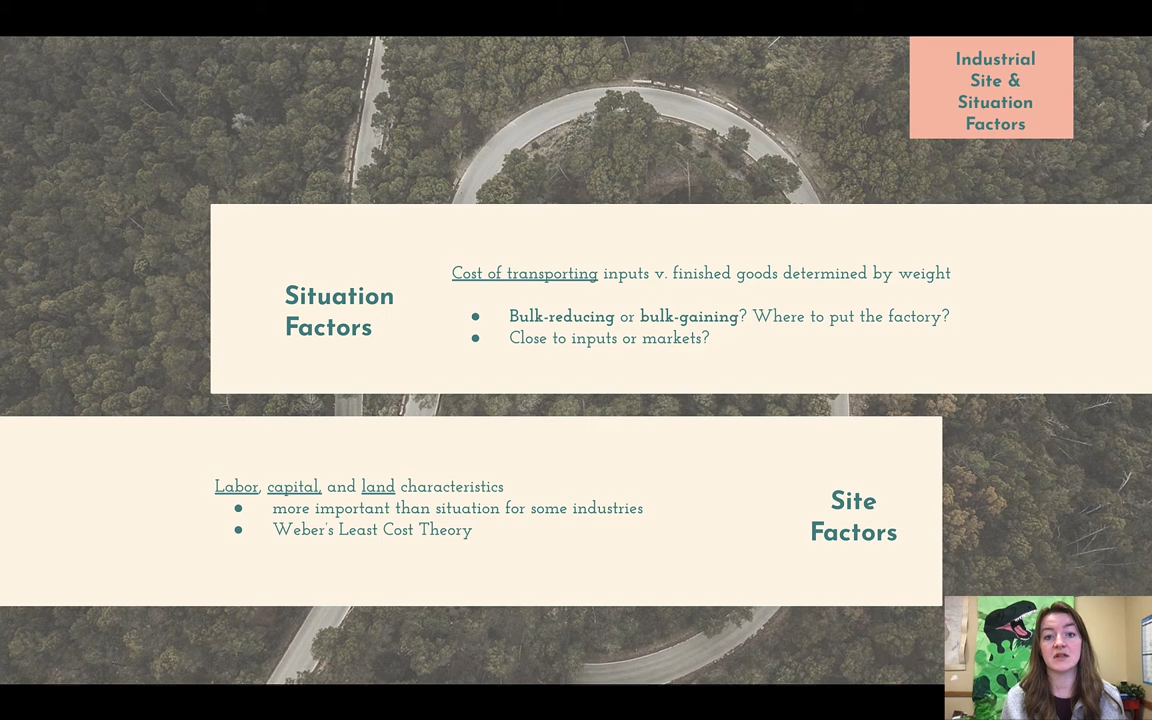 Industrial
Site &
Situation
Factors
Situation
Factors
Cost of transporting inputs v. finished goods determined by weight
● Bulk-reducing or bulk-gaining? Where to put the factory?
● Close to inputs or markets?
Labor, capital, and land characteristics
● more important than situation for some industries
● Weber's Least Cost Theory
Site
Factors